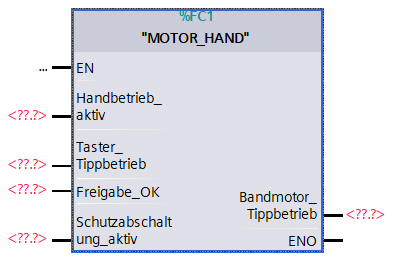 %FC1
"MOTOR_HAND"
... EN
Handbetrieb_
<??.?> aktiv
Taster_
<??.?> Tippbetrieb
<??.?> Freigabe_OK
Bandmotor_
Tippbetrieb <??.?>
Schutzabschalt
<??.?> ung_aktiv
ENO